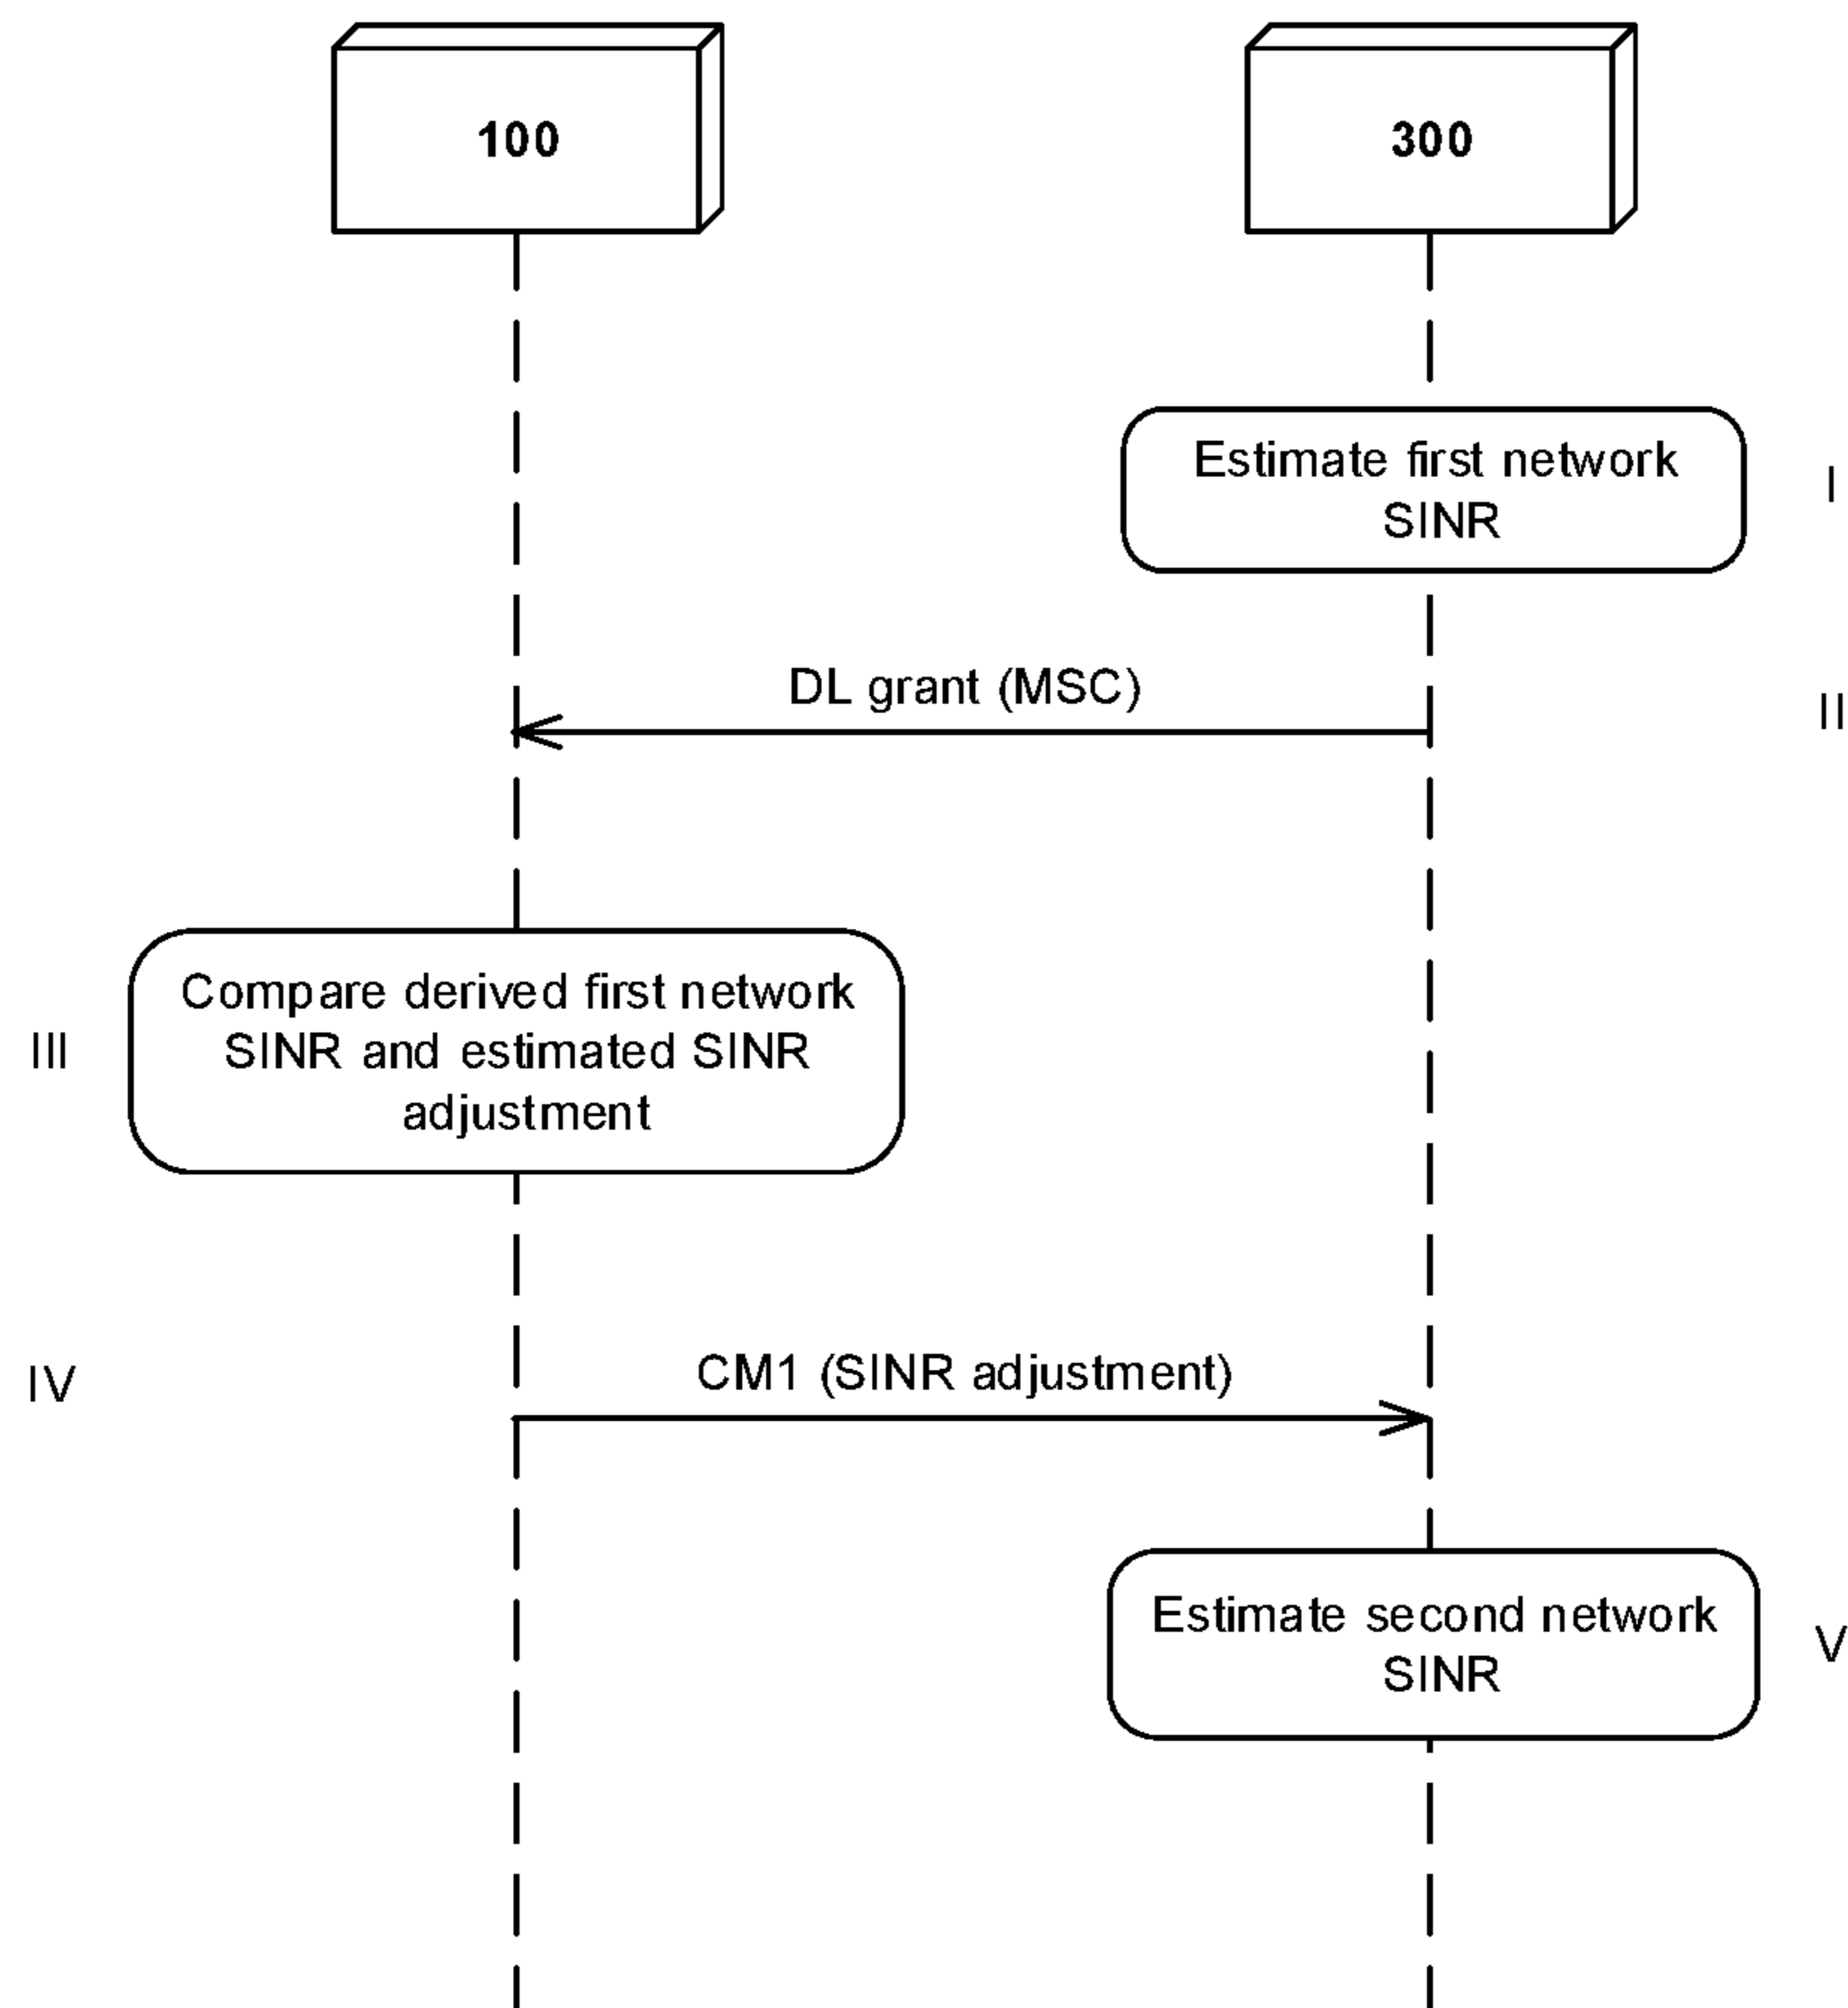 100
300
Estimate first network
SINR
I
DL grant (MSC)
II
Compare derived first network
SINR and estimated SINR
adjustment
III
IV
CM1 (SINR adjustment)
Estimate second network
SINR
V